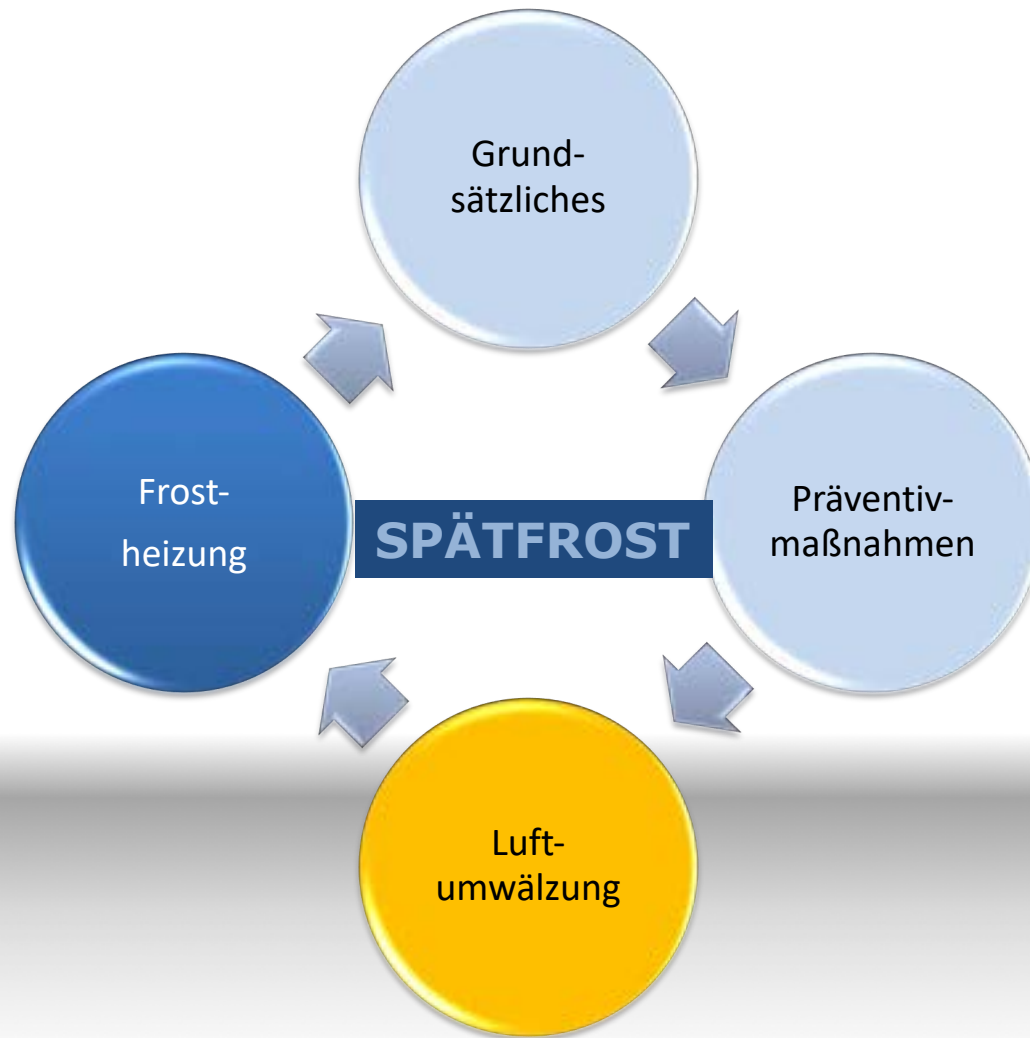 Grund-
sätzliches
Frost-
heizung
SPÄTFROST
Präventiv-
maßnahmen
Luft-
umwälzung